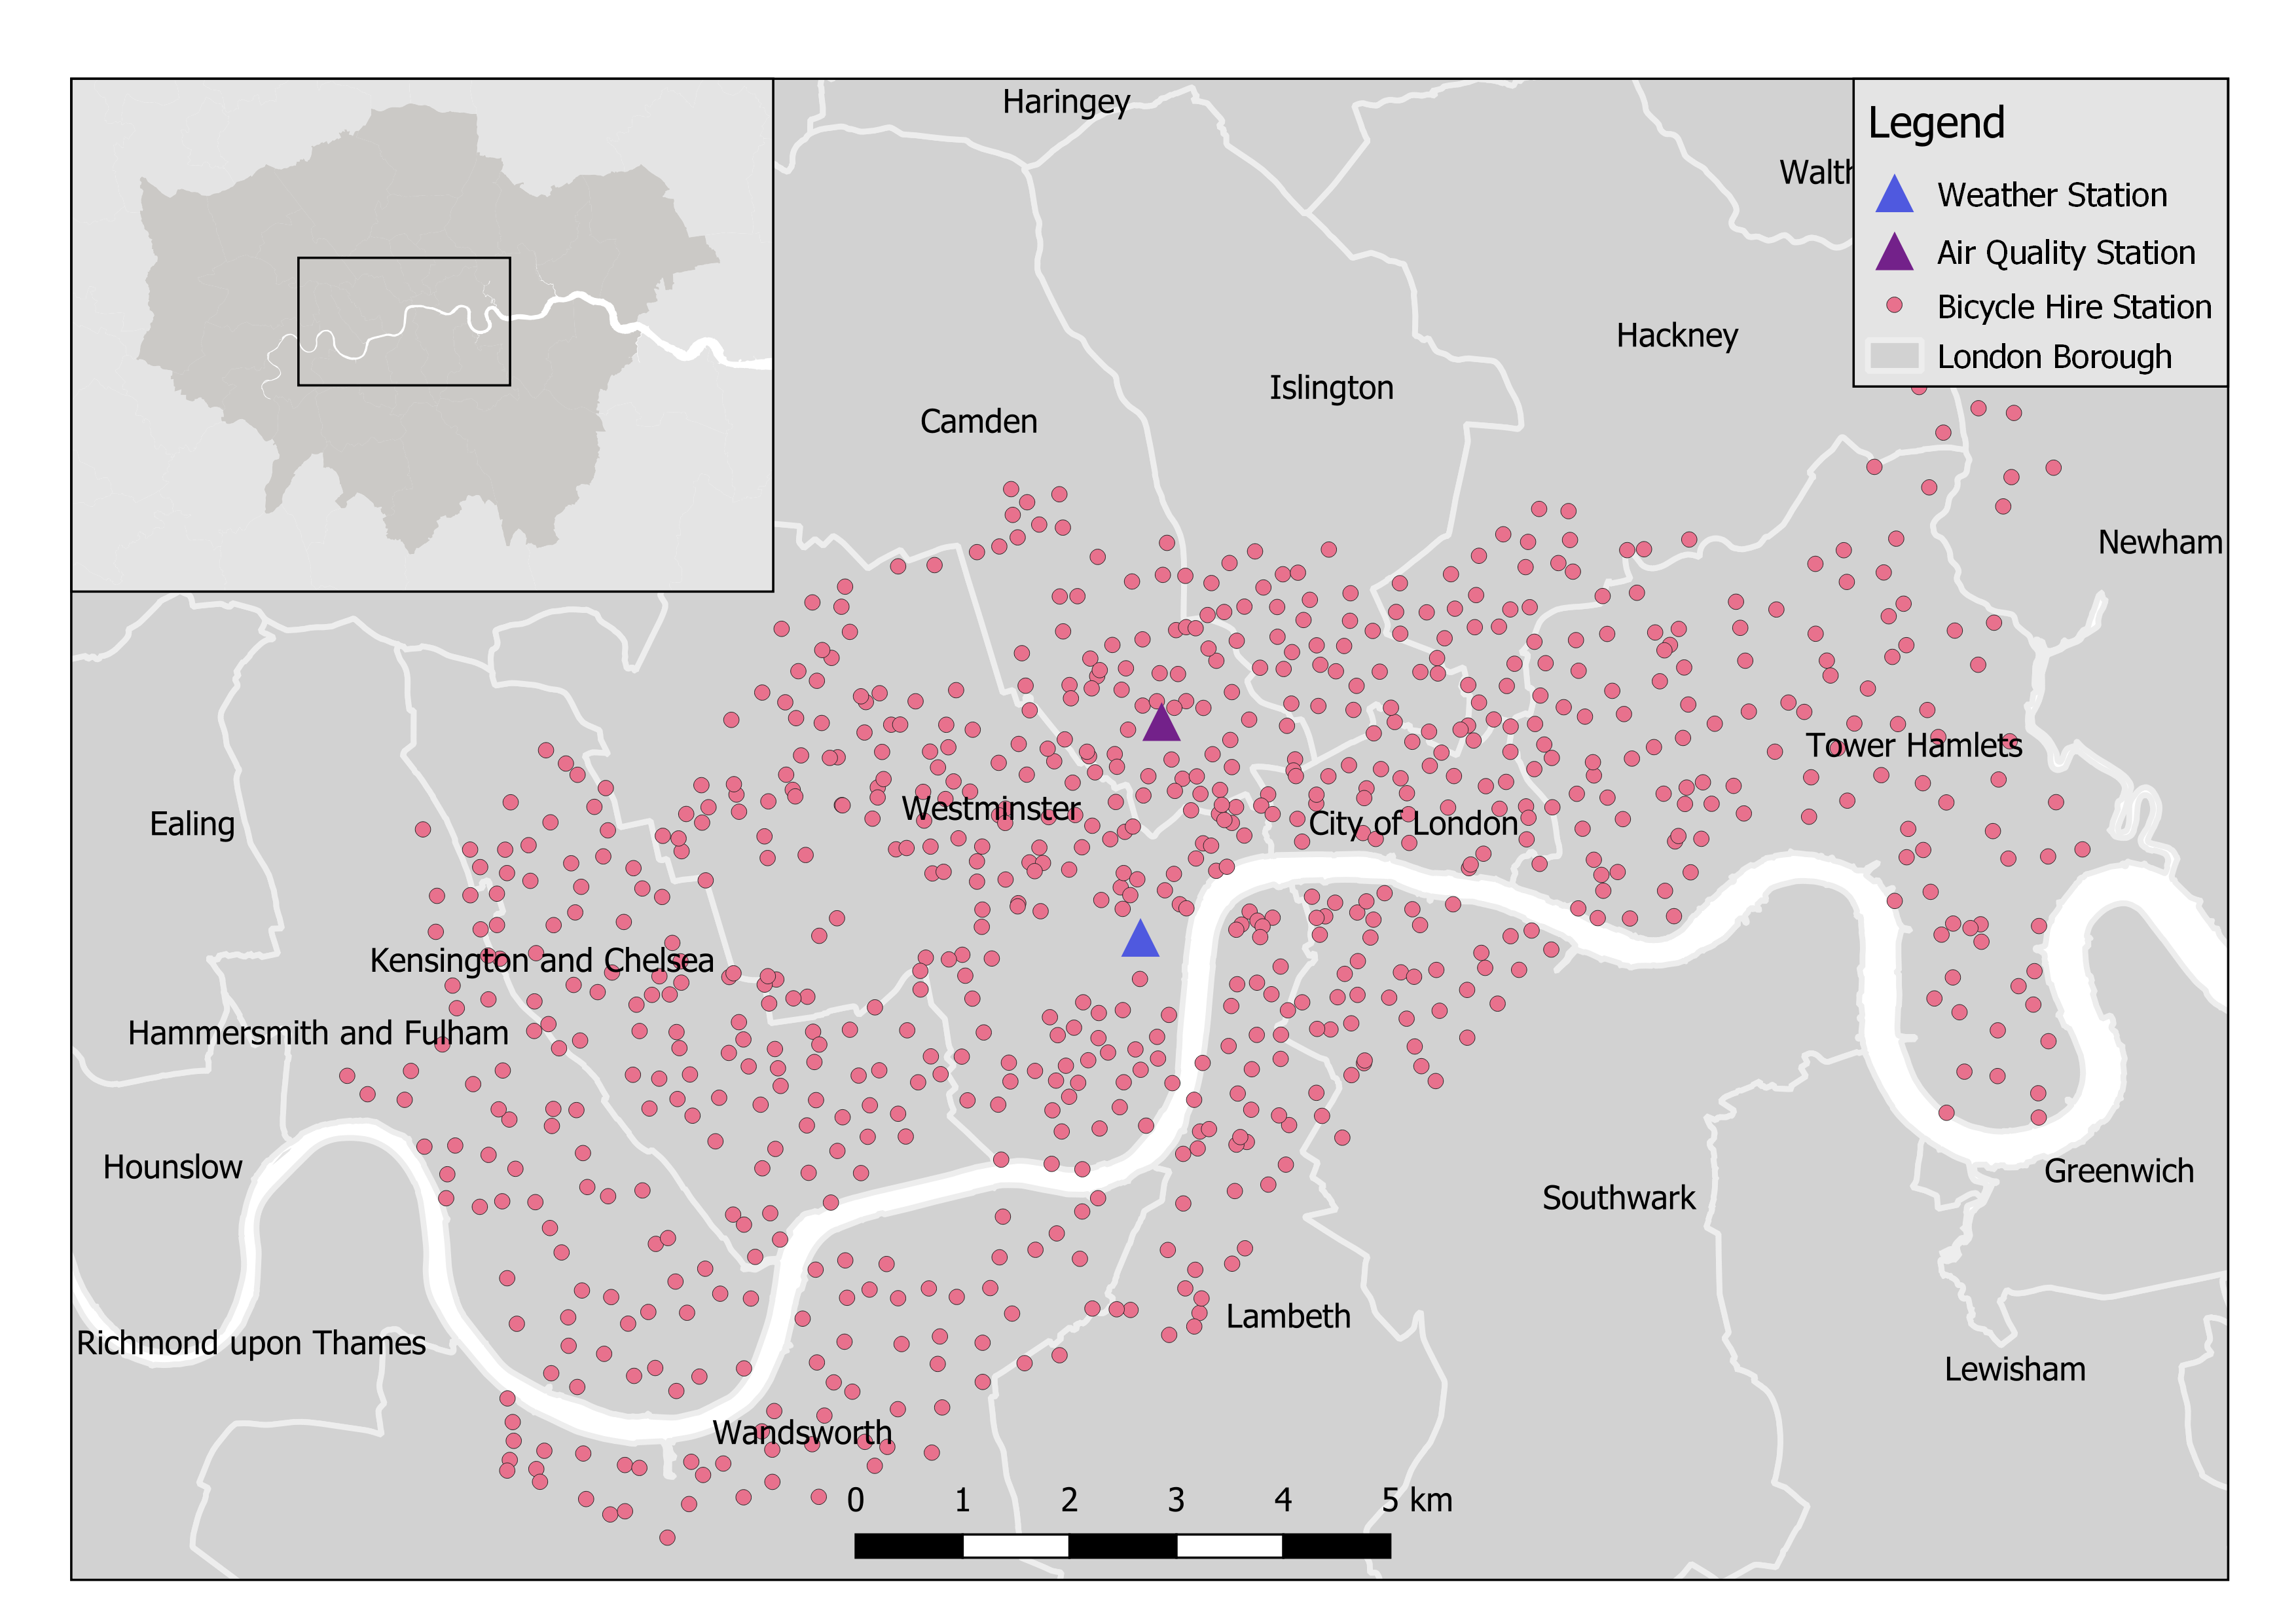 Haringey
Legend
Walth
Weather Station
Air Quality Station
Bicycle Hire Station
London Borough
Hackney
Islington
Camden
Newham
Tower Hamlets
Westminster
City of London
Ealing
Kensington and Chelsea
Hammersmith and Fulham
Hounslow
Greenwich
Southwark
Lambeth
Richmond upon Thames
Lewisham
Wandsworth
0 1 2 3 4 5 km